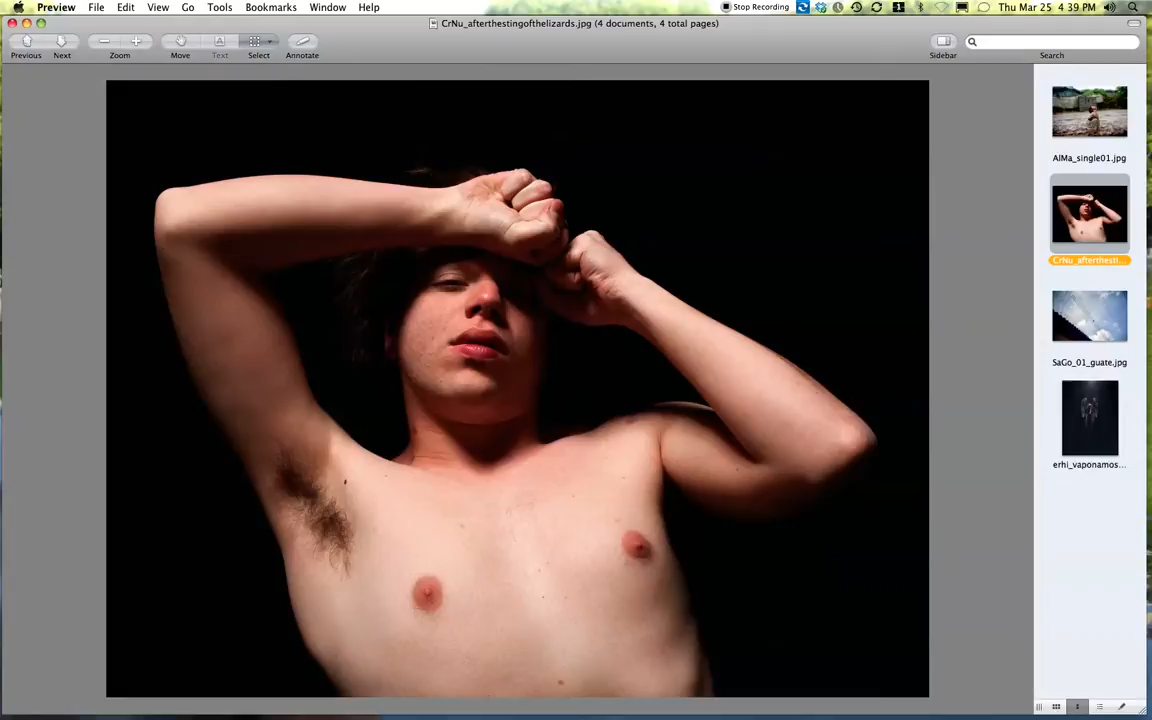 Preview File Edit View Go Tools Bookmarks Window Help Stop Recording 1 Thu Mar 25 4:39 PM
CrNu_afterthestingofthelizards.jpg (4 documents, 4 total pages)
Previous Next Zoom Move Text Select Annotate Sidebar Search
AlMa_single01.jpg
CrNu_afterthesti...
SaGo_01_guate.jpg
erhi_vaponamos...